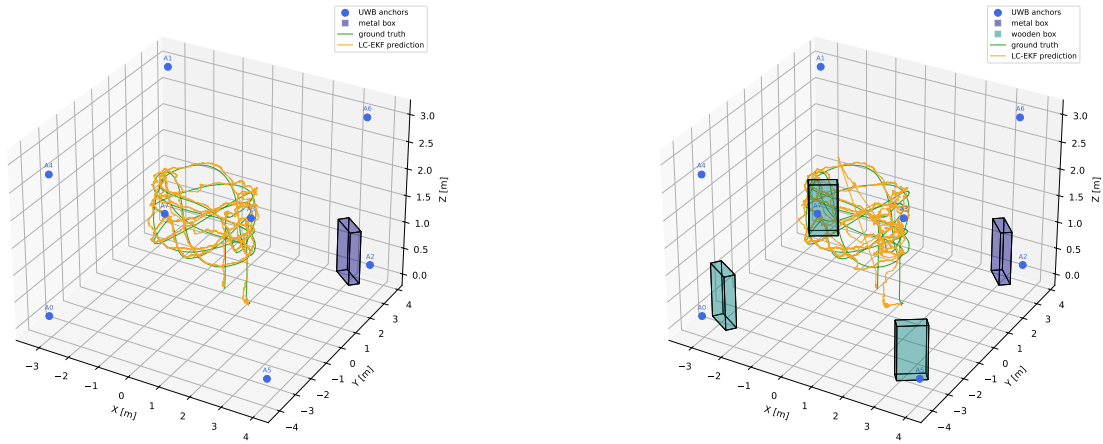 UWB anchors
metal box
ground truth
LC-EKF prediction
A1
A6
A4
A2
A0
A5
3.0
2.5
2.0
1.5
1.0
0.5
0.0
Z [m]
−3
−2
−1
0
1
2
3
4
X [m]
−4
−3
−2
−1
0
1
2
3
4
Y [m]
UWB anchors
metal box
wooden box
ground truth
LC-EKF prediction
A1
A6
A4
A2
A0
3.0
2.5
2.0
1.5
1.0
0.5
0.0
Z [m]
−3
−2
−1
0
1
2
3
4
X [m]
−4
−3
−2
−1
0
1
2
3
4
Y [m]